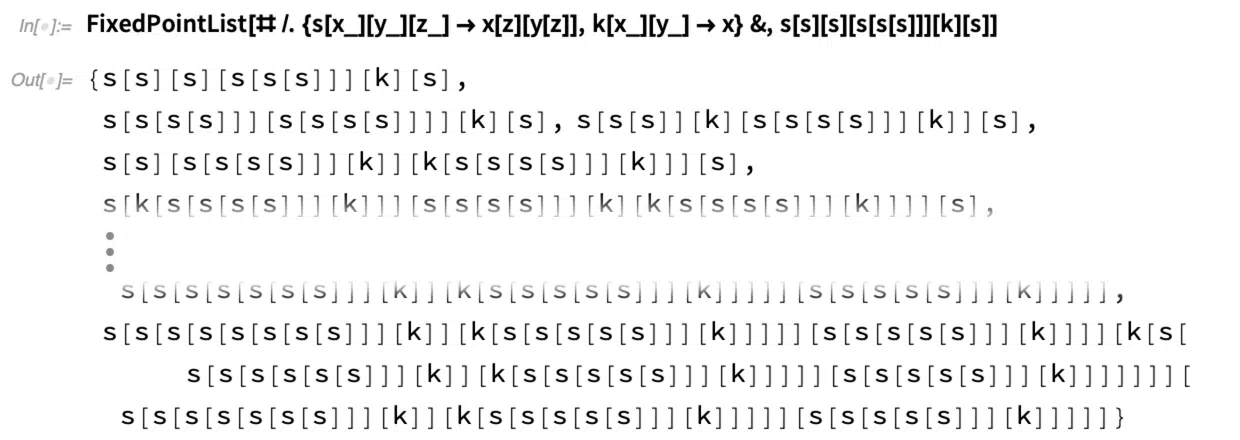 In[•]:= FixedPointList[# /. {s[x_][y_][z_] → x[z][y[z]], k[x_][y_] → x} &, s[s][s][s[s[s]]][k][s]]
Out[•]= {s[s][s][s[s[s]]][k][s],
s[s[s[s]]][s[s[s[s]]]][k][s], s[s[s]][k][s[s[s[s]]][k]][s],
s[s][s[s[s[s]]][k]][k[s[s[s[s]]][k]]][s],
s[k[s[s[s[s]]][k]]][s[s[s[s]]][k][k[s[s[s[s]]][k]]]][s],
s[s[s[s[s[s[s]]][k]][k[s[s[s[s[s]]][k]]]]][s[s[s[s[s]]][k]]]]],
s[s[s[s[s[s[s[s]]][k]][k[s[s[s[s[s]]][k]]]]][s[s[s[s[s]]][k]]]][k[s[
s[s[s[s[s[s]]][k]][k[s[s[s[s[s]]][k]]]]][s[s[s[s[s]]][k]]]]]]][
s[s[s[s[s[s[s]]][k]][k[s[s[s[s[s]]][k]]]]][s[s[s[s[s]]][k]]]]]}